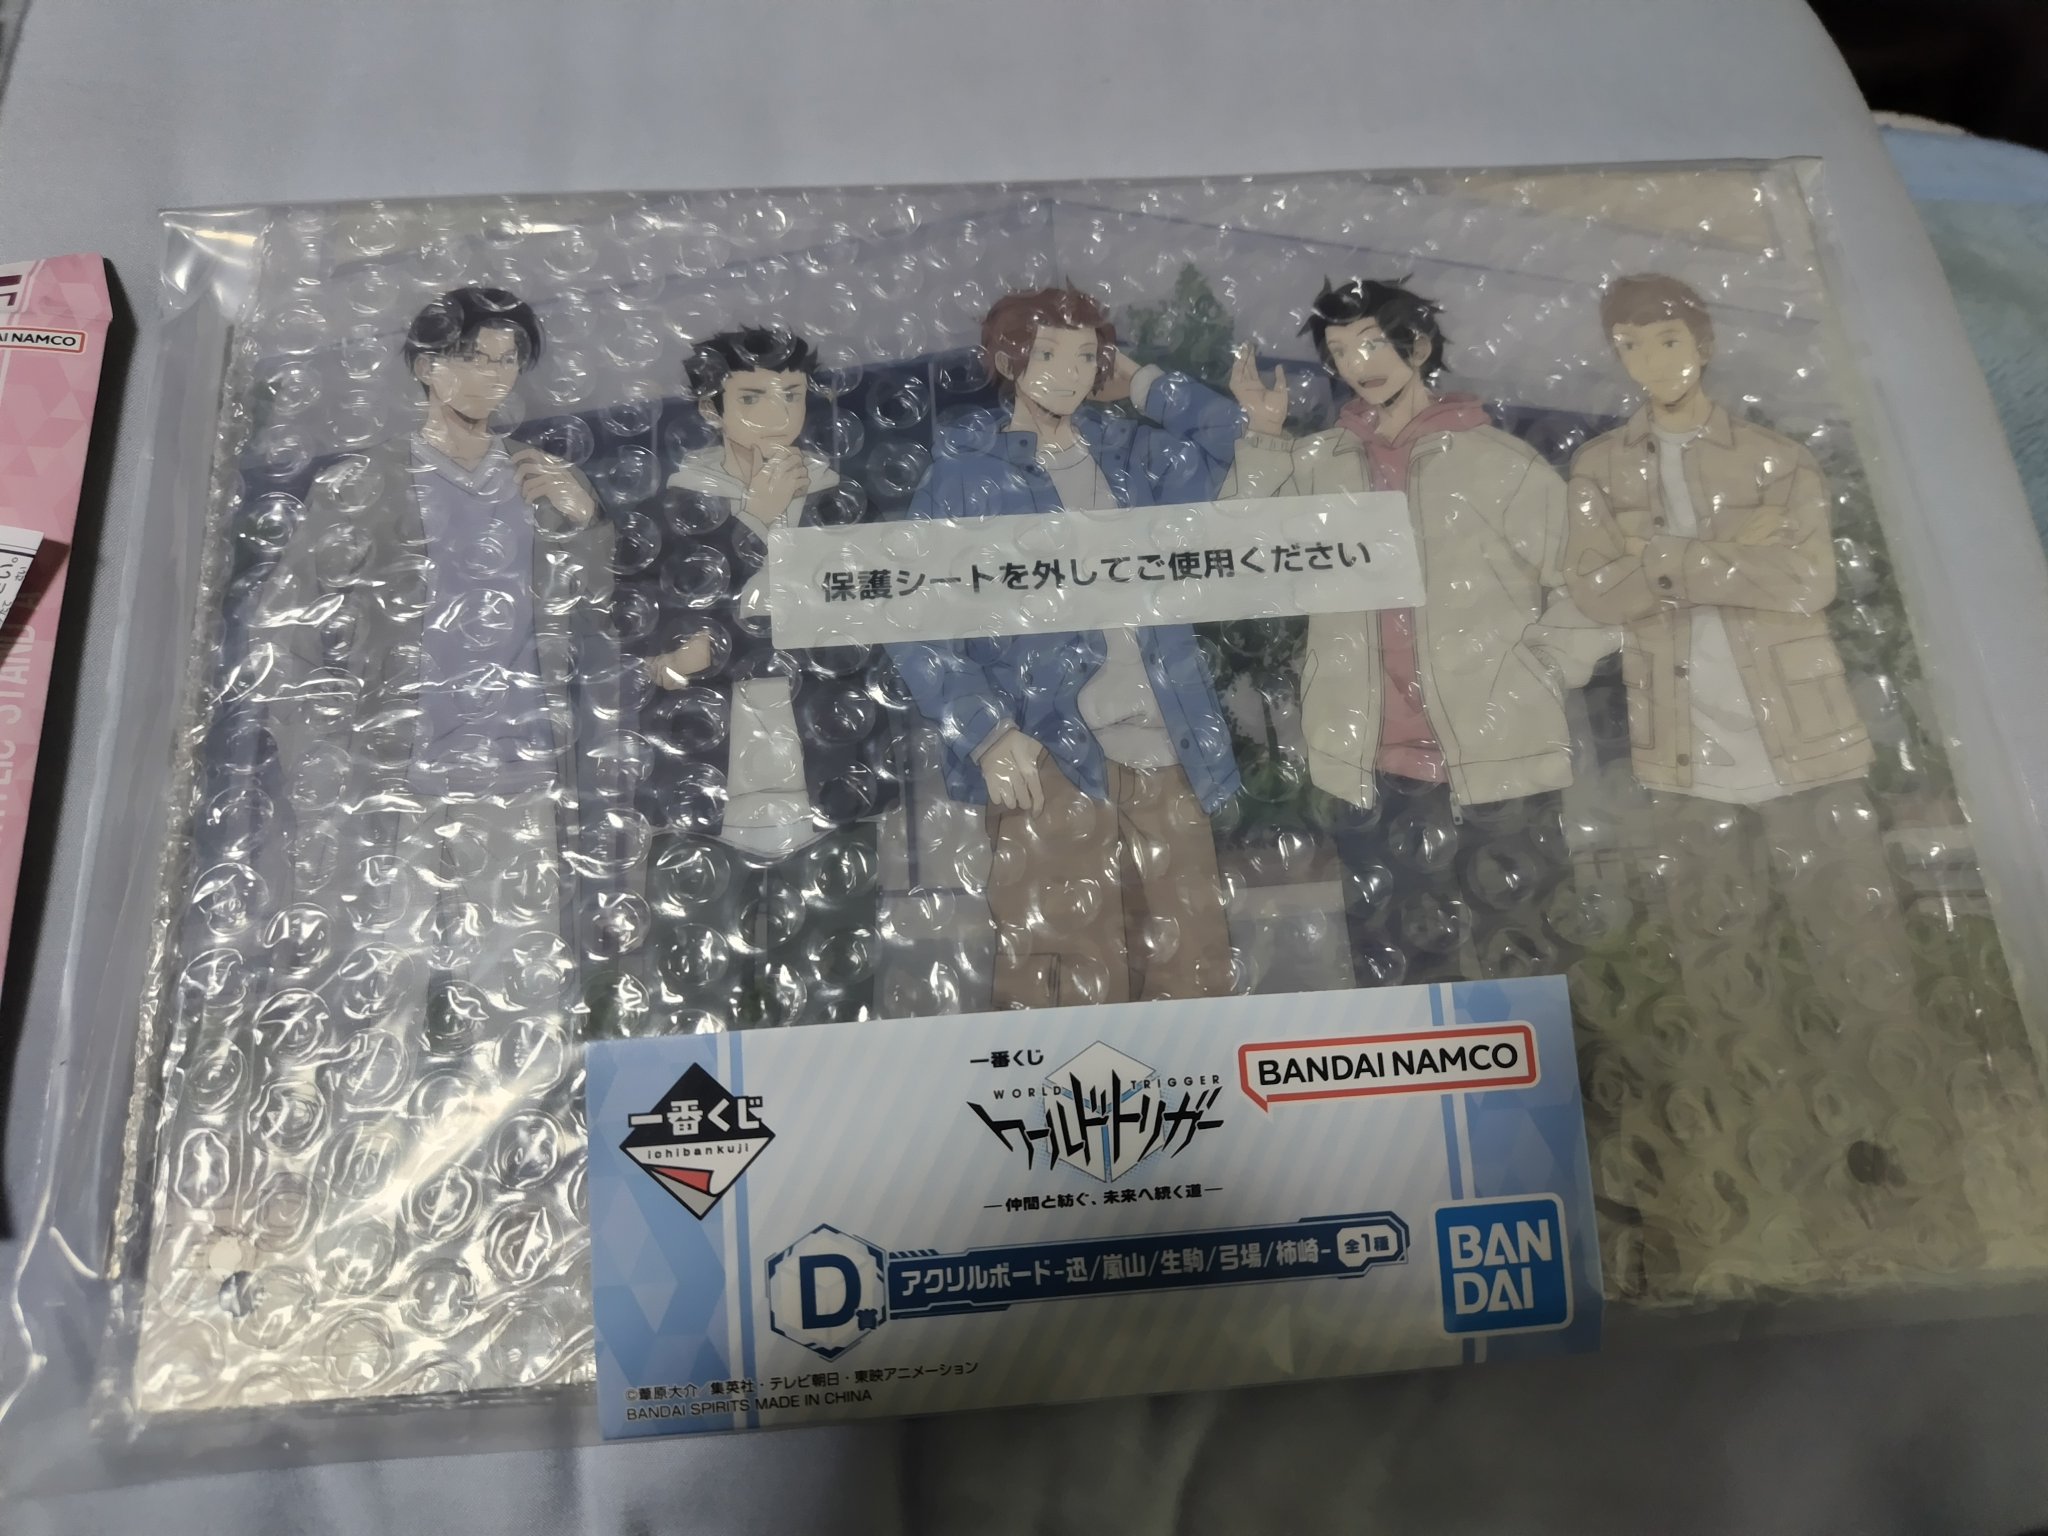 AI NAMCO
保護シートを外してご使用ください
一番くじ
ichibankuji
一番くじ
WORLD TRIGGER
ワールドトリガー
―仲間と紡ぐ、未来へ続く道―
BANDAI NAMCO
D賞
アクリルボード-迅/嵐山/生駒/弓場/柿崎-
全1種
BANDAI
©葦原大介／集英社・テレビ朝日・東映アニメーション
BANDAI SPIRITS MADE IN CHINA